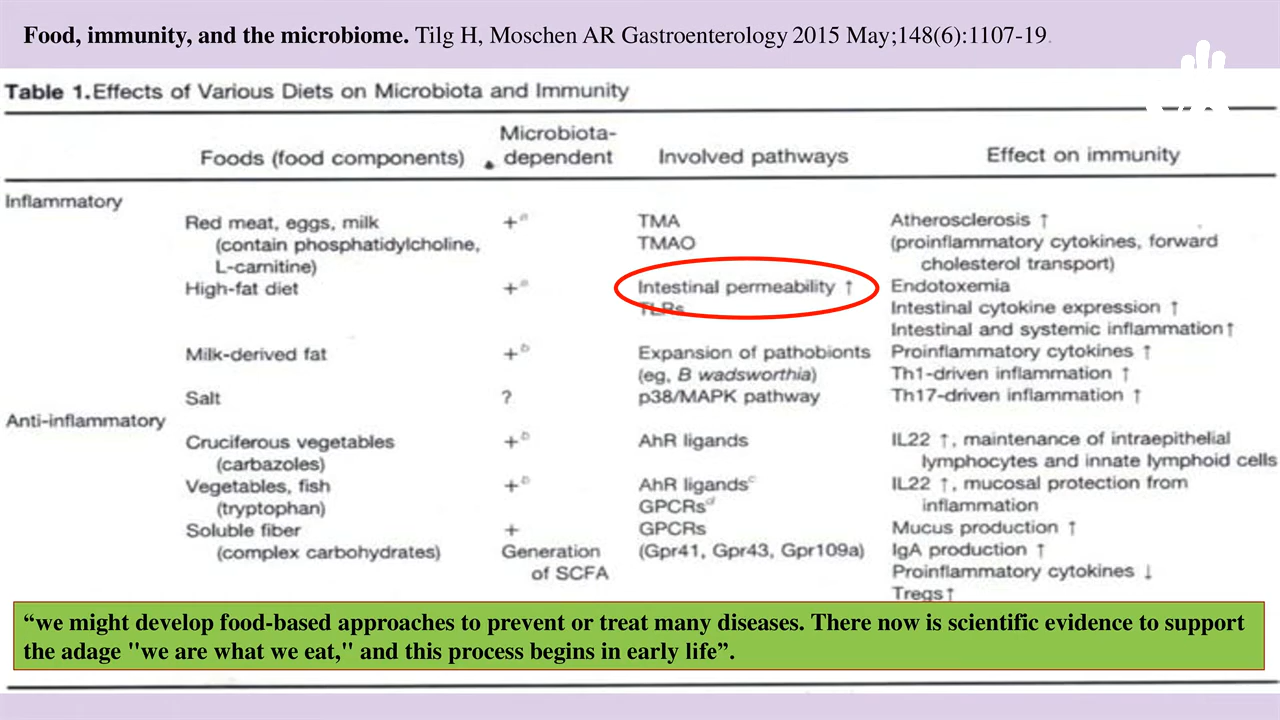 Food, immunity, and the microbiome. Tilg H, Moschen AR Gastroenterology 2015 May;148(6):1107-19.
Table 1.Effects of Various Diets on Microbiota and Immunity
Foods (food components) Microbiota-dependent Involved pathways Effect on immunity
Inflammatory
Red meat, eggs, milk +a TMA Atherosclerosis ↑
(contain phosphatidylcholine, TMAO (proinflammatory cytokines, forward
L-carnitine) cholesterol transport)
High-fat diet +a Intestinal permeability ↑ Endotoxemia
TLRs Intestinal cytokine expression ↑
Intestinal and systemic inflammation↑
Milk-derived fat +b Expansion of pathobionts Proinflammatory cytokines ↑
(eg, B wadsworthia) Th1-driven inflammation ↑
Salt ? p38/MAPK pathway Th17-driven inflammation ↑
Anti-inflammatory
Cruciferous vegetables +b AhR ligands IL22 ↑, maintenance of intraepithelial
(carbazoles) lymphocytes and innate lymphoid cells
Vegetables, fish +b AhR ligandsc IL22 ↑, mucosal protection from
(tryptophan) GPCRsd inflammation
Soluble fiber + GPCRs Mucus production ↑
(complex carbohydrates) Generation (Gpr41, Gpr43, Gpr109a) IgA production ↑
of SCFA Proinflammatory cytokines ↓
Tregs↑
“we might develop food-based approaches to prevent or treat many diseases. There now is scientific evidence to support
the adage "we are what we eat," and this process begins in early life”.